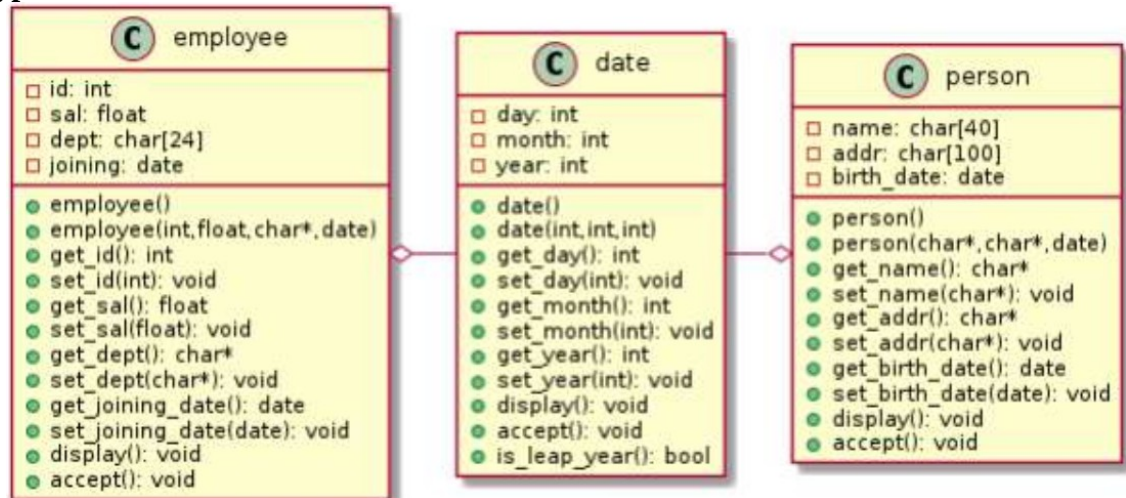 C employee
id: int
sal: float
dept: char[24]
joining: date
employee()
employee(int,float,char*,date)
get_id(): int
set_id(int): void
get_sal(): float
set_sal(float): void
get_dept(): char*
set_dept(char*): void
get_joining_date(): date
set_joining_date(date): void
display(): void
accept(): void
C date
day: int
month: int
year: int
date()
date(int,int,int)
get_day(): int
set_day(int): void
get_month(): int
set_month(int): void
get_year(): int
set_year(int): void
display(): void
accept(): void
is_leap_year(): bool
C person
name: char[40]
addr: char[100]
birth_date: date
person()
person(char*,char*,date)
get_name(): char*
set_name(char*): void
get_addr(): char*
set_addr(char*): void
get_birth_date(): date
set_birth_date(date): void
display(): void
accept(): void